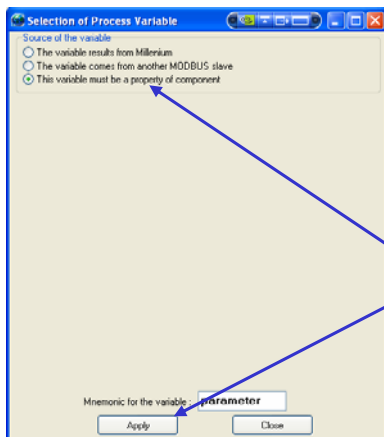 Selection of Process Variable
Source of the variable
The variable results from Millenium
The variable comes from another MODBUS slave
This variable must be a property of component
Mnemonic for the variable : parameter
Apply Close